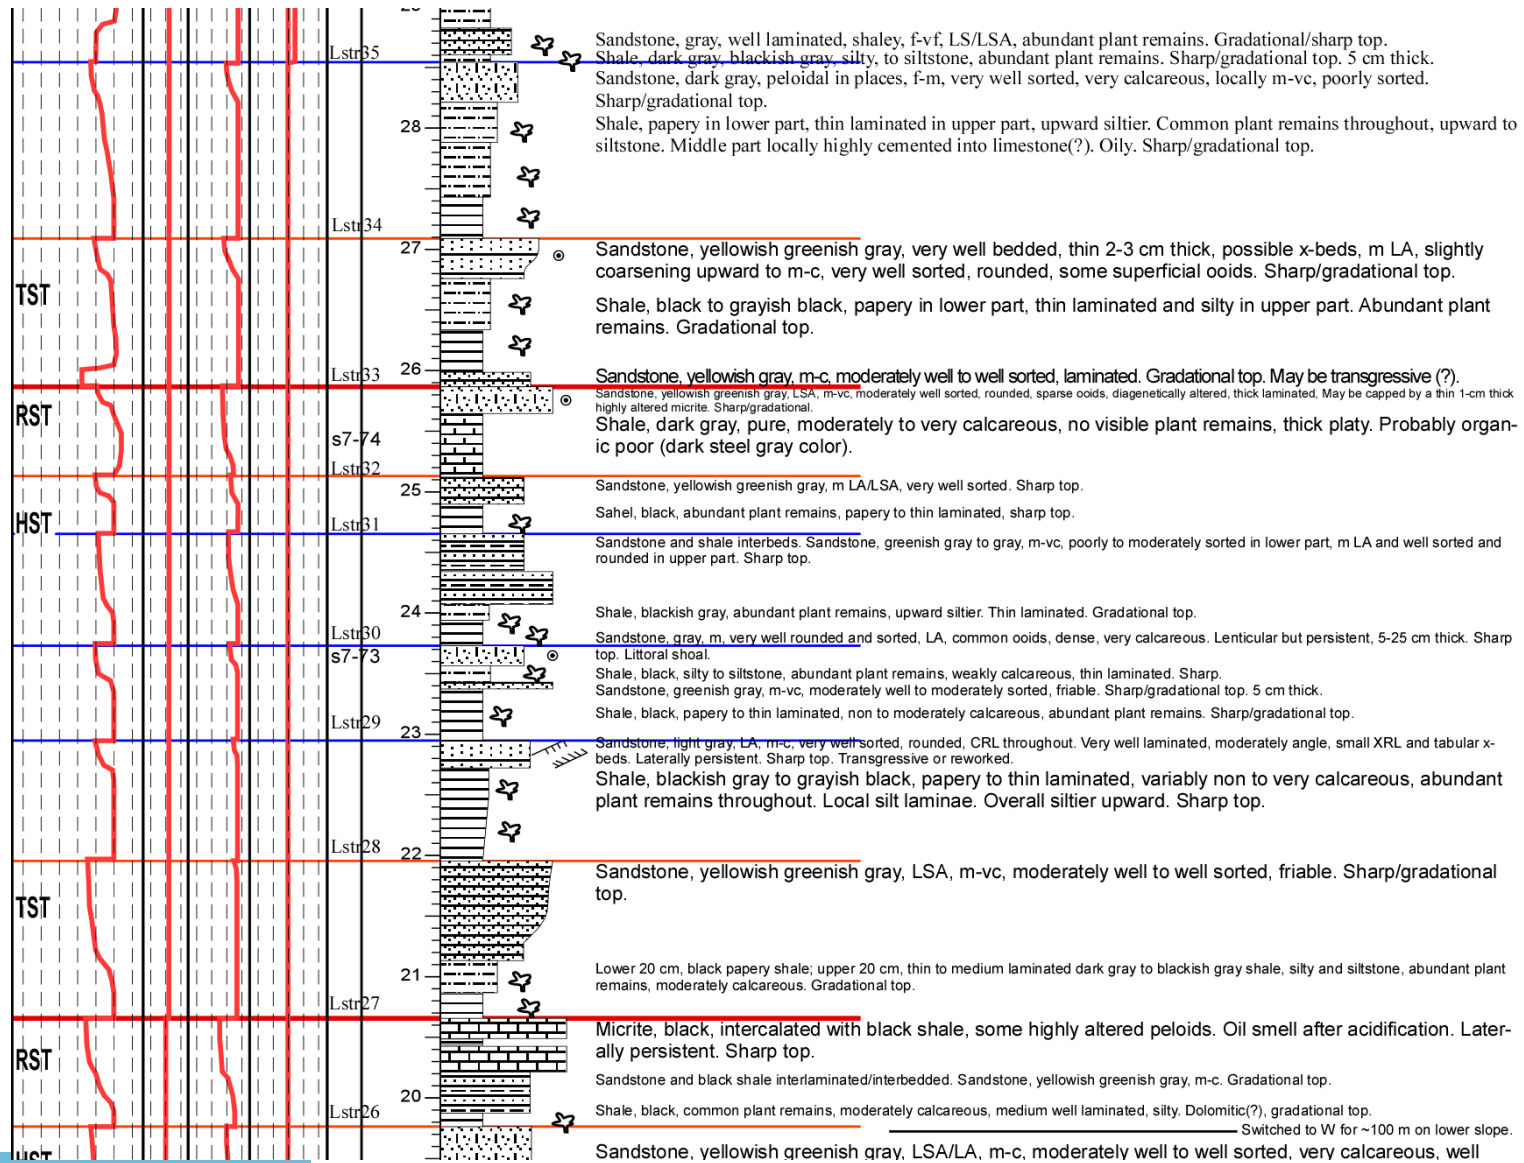 Lstr35
Sandstone, gray, well laminated, shaley, f-vf, LS/LSA, abundant plant remains. Gradational/sharp top.
Shale, dark gray, blackish gray, silty, to siltstone, abundant plant remains. Sharp/gradational top. 5 cm thick.
Sandstone, dark gray, peloidal in places, f-m, very well sorted, very calcareous, locally m-vc, poorly sorted.
Sharp/gradational top.
28
Shale, papery in lower part, thin laminated in upper part, upward siltier. Common plant remains throughout, upward to
siltstone. Middle part locally highly cemented into limestone(?). Oily. Sharp/gradational top.
Lstr34
27
Sandstone, yellowish greenish gray, very well bedded, thin 2-3 cm thick, possible x-beds, m LA, slightly
coarsening upward to m-c, very well sorted, rounded, some superficial ooids. Sharp/gradational top.
TST
Shale, black to grayish black, papery in lower part, thin laminated and silty in upper part. Abundant plant
remains. Gradational top.
Lstr33
26
Sandstone, yellowish gray, m-c, moderately well to well sorted, laminated. Gradational top. May be transgressive (?).
Sandstone, yellowish greenish gray, LSA, m-vc, moderately well sorted, rounded, sparse ooids, diagenetically altered, thick laminated, May be capped by a thin 1-cm thick
highly altered micrite. Sharp/gradational.
RST
Shale, dark gray, pure, moderately to very calcareous, no visible plant remains, thick platy. Probably organ-
ic poor (dark steel gray color).
s7-74
Lstr32
25
Sandstone, yellowish greenish gray, m LA/LSA, very well sorted. Sharp top.
Sahel, black, abundant plant remains, papery to thin laminated, sharp top.
HST
Lstr31
Sandstone and shale interbeds. Sandstone, greenish gray to gray, m-vc, poorly to moderately sorted in lower part, m LA and well sorted and
rounded in upper part. Sharp top.
24
Shale, blackish gray, abundant plant remains, upward siltier. Thin laminated. Gradational top.
Lstr30
Sandstone, gray, m, very well rounded and sorted, LA, common ooids, dense, very calcareous. Lenticular but persistent, 5-25 cm thick. Sharp
top. Littoral shoal.
s7-73
Shale, black, silty to siltstone, abundant plant remains, weakly calcareous, thin laminated. Sharp.
Sandstone, greenish gray, m-vc, moderately well to moderately sorted, friable. Sharp/gradational top. 5 cm thick.
Shale, black, papery to thin laminated, non to moderately calcareous, abundant plant remains. Sharp/gradational top.
Lstr29
23
Sandstone, light gray, LA, m-c, very well sorted, rounded, CRL throughout. Very well laminated, moderately angle, small XRL and tabular x-
beds. Laterally persistent. Sharp top. Transgressive or reworked.
Shale, blackish gray to grayish black, papery to thin laminated, variably non to very calcareous, abundant
plant remains throughout. Local silt laminae. Overall siltier upward. Sharp top.
Lstr28
22
Sandstone, yellowish greenish gray, LSA, m-vc, moderately well to well sorted, friable. Sharp/gradational
top.
TST
21
Lower 20 cm, black papery shale; upper 20 cm, thin to medium laminated dark gray to blackish gray shale, silty and siltstone, abundant plant
remains, moderately calcareous. Gradational top.
Lstr27
Micrite, black, intercalated with black shale, some highly altered peloids. Oil smell after acidification. Later-
ally persistent. Sharp top.
RST
Sandstone and black shale interlaminated/interbedded. Sandstone, yellowish greenish gray, m-c. Gradational top.
20
Lstr26
Shale, black, common plant remains, moderately calcareous, medium well laminated, silty. Dolomitic(?), gradational top.
Switched to W for ~100 m on lower slope.
HST
Sandstone, yellowish greenish gray, LSA/LA, m-c, moderately well to well sorted, very calcareous, well